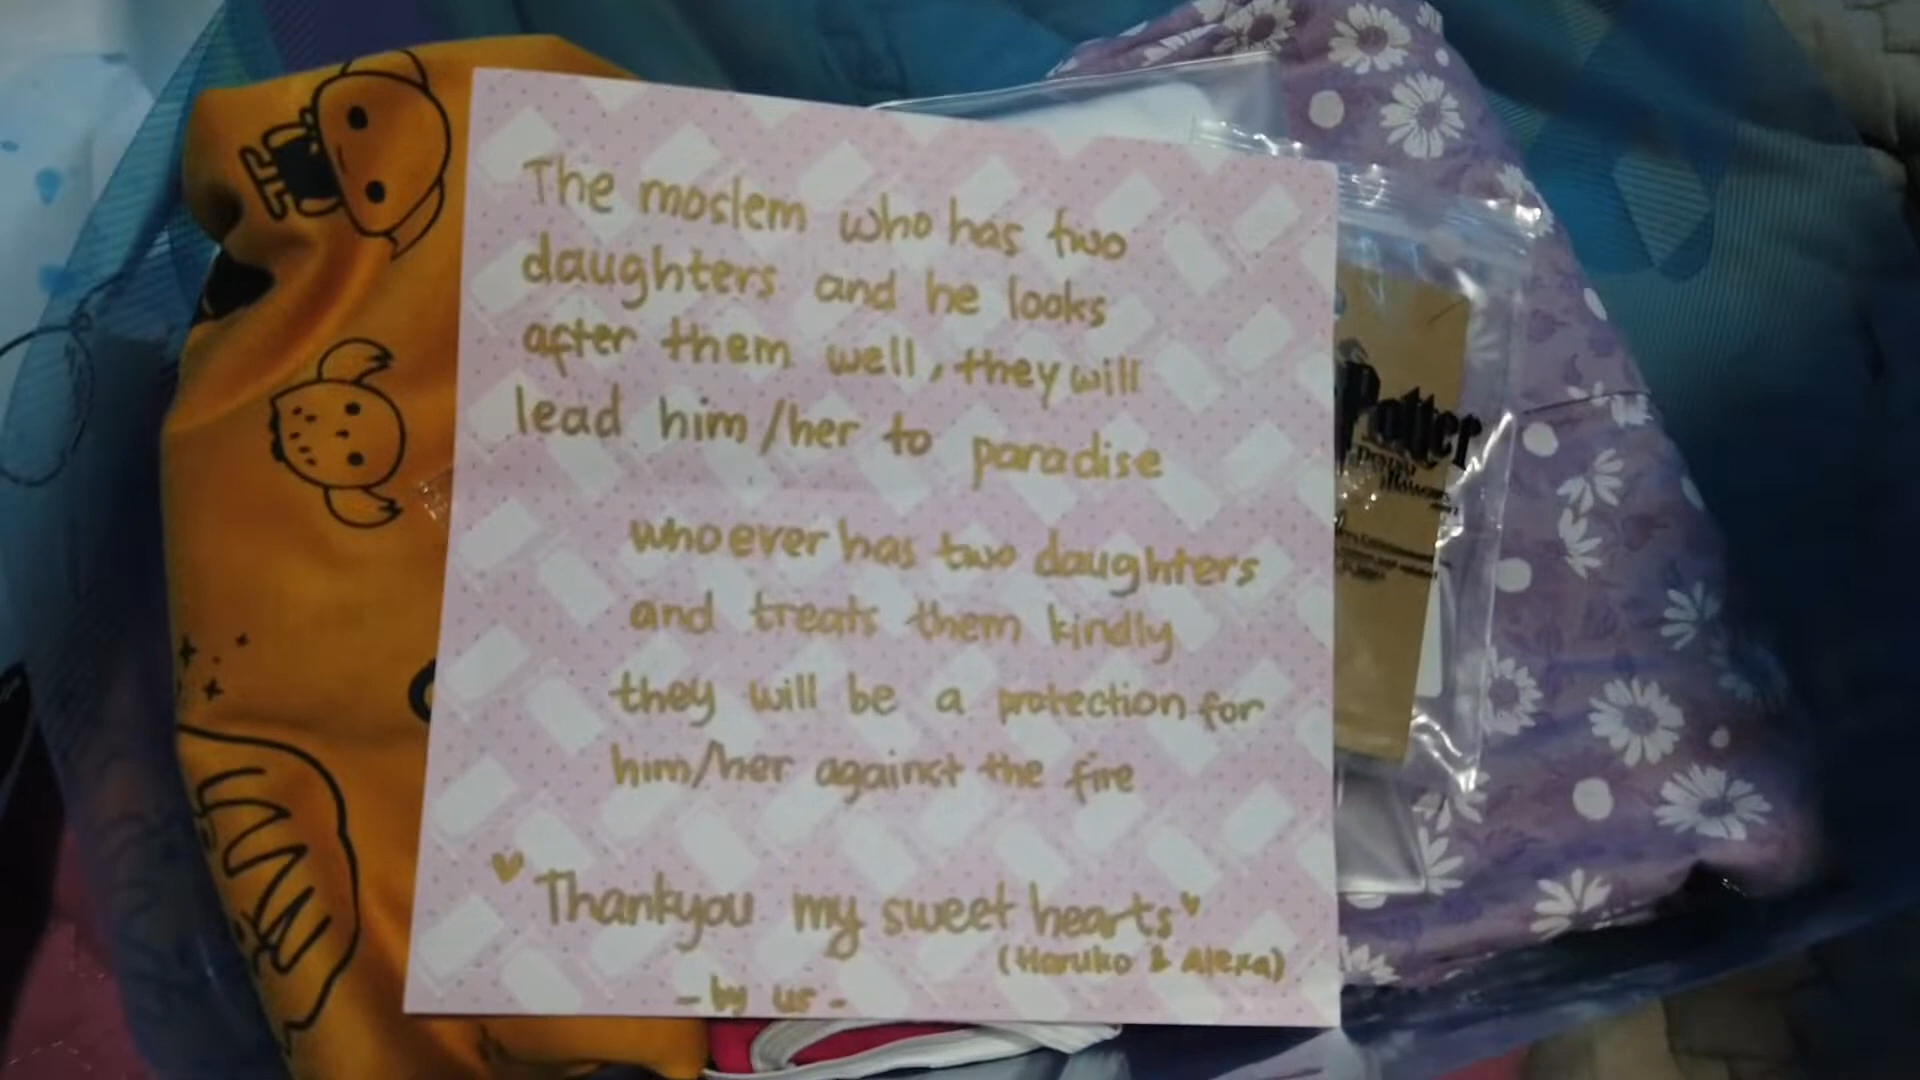 The moslem who has two
daughters and he looks
after them well, they will
lead him/her to paradise
whoever has two daughters
and treats them kindly
they will be a protection for
him/her against the fire
Thankyou my sweet hearts
(Haruko & Alexa)
- by us -
Potter